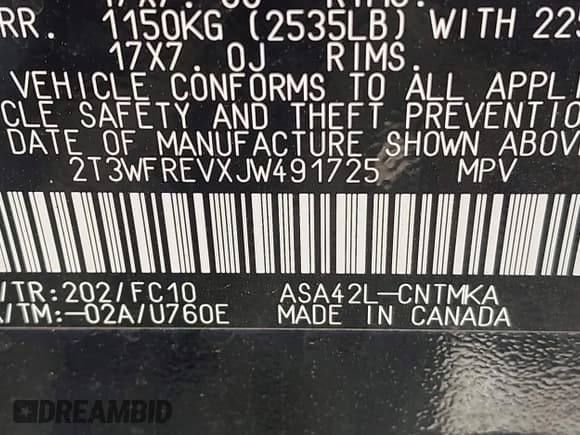 RR. 1150KG (2535LB) WITH
17X7.0J RIMS.
VEHICLE CONFORMS TO ALL
SAFETY AND THEFT PREVENTION
DATE OF MANUFACTURE SHOWN
2T3WFREVXJW491725 MPV
/TR:202/FC10 ASA42L-CNTMKA
/TM:-02A/U760E MADE IN CANADA
DREAMBID